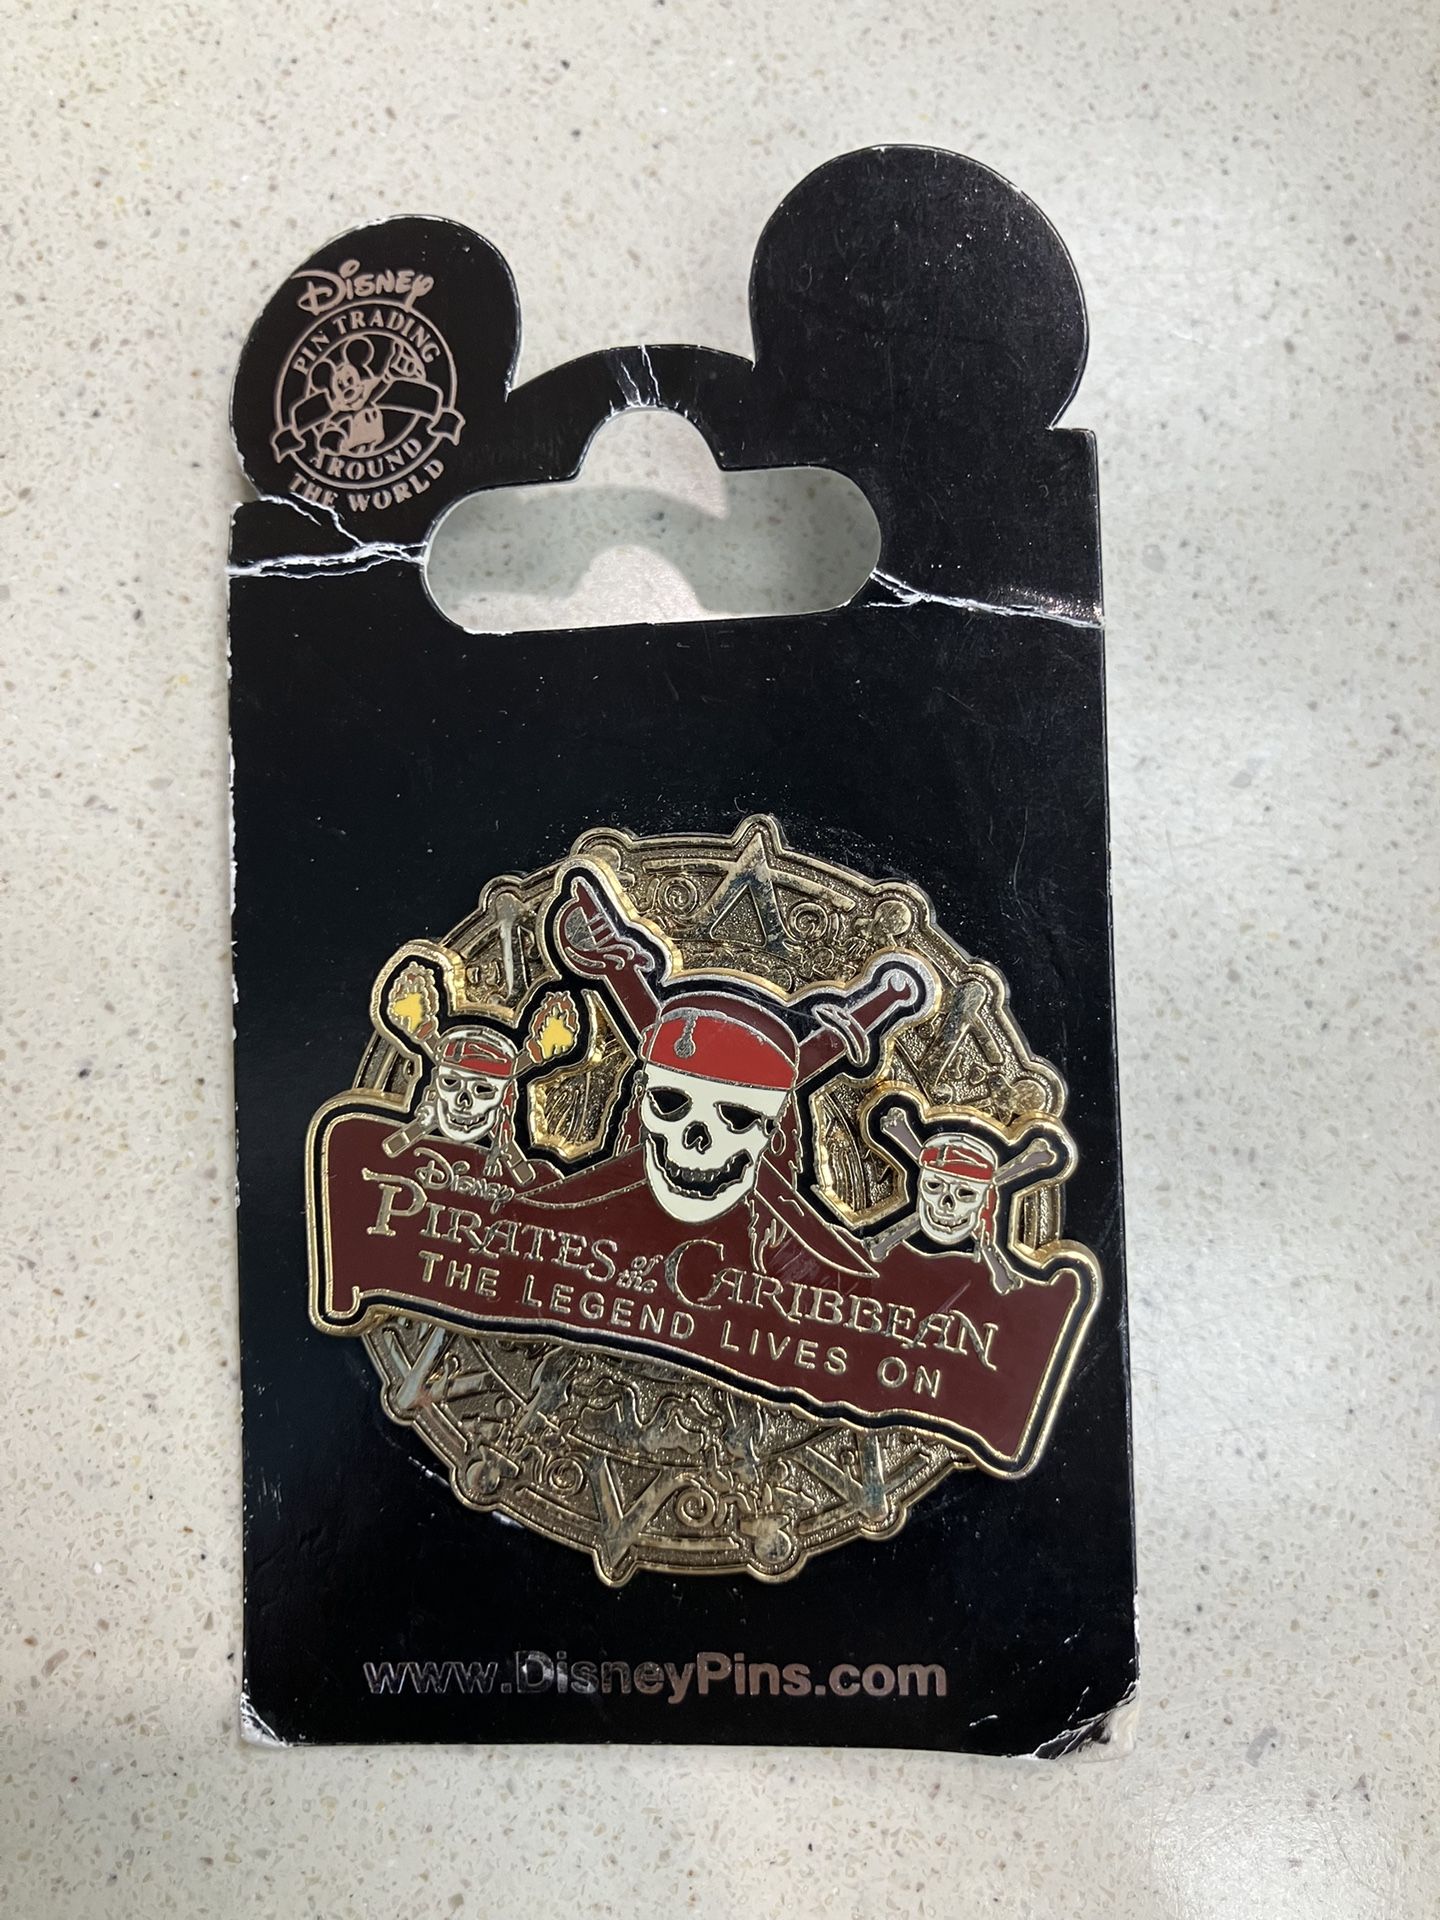 Disney
PIN TRADING
AROUND
THE WORLD
Disney
PIRATES of the CARIBBEAN
THE LEGEND LIVES ON
www.DisneyPins.com